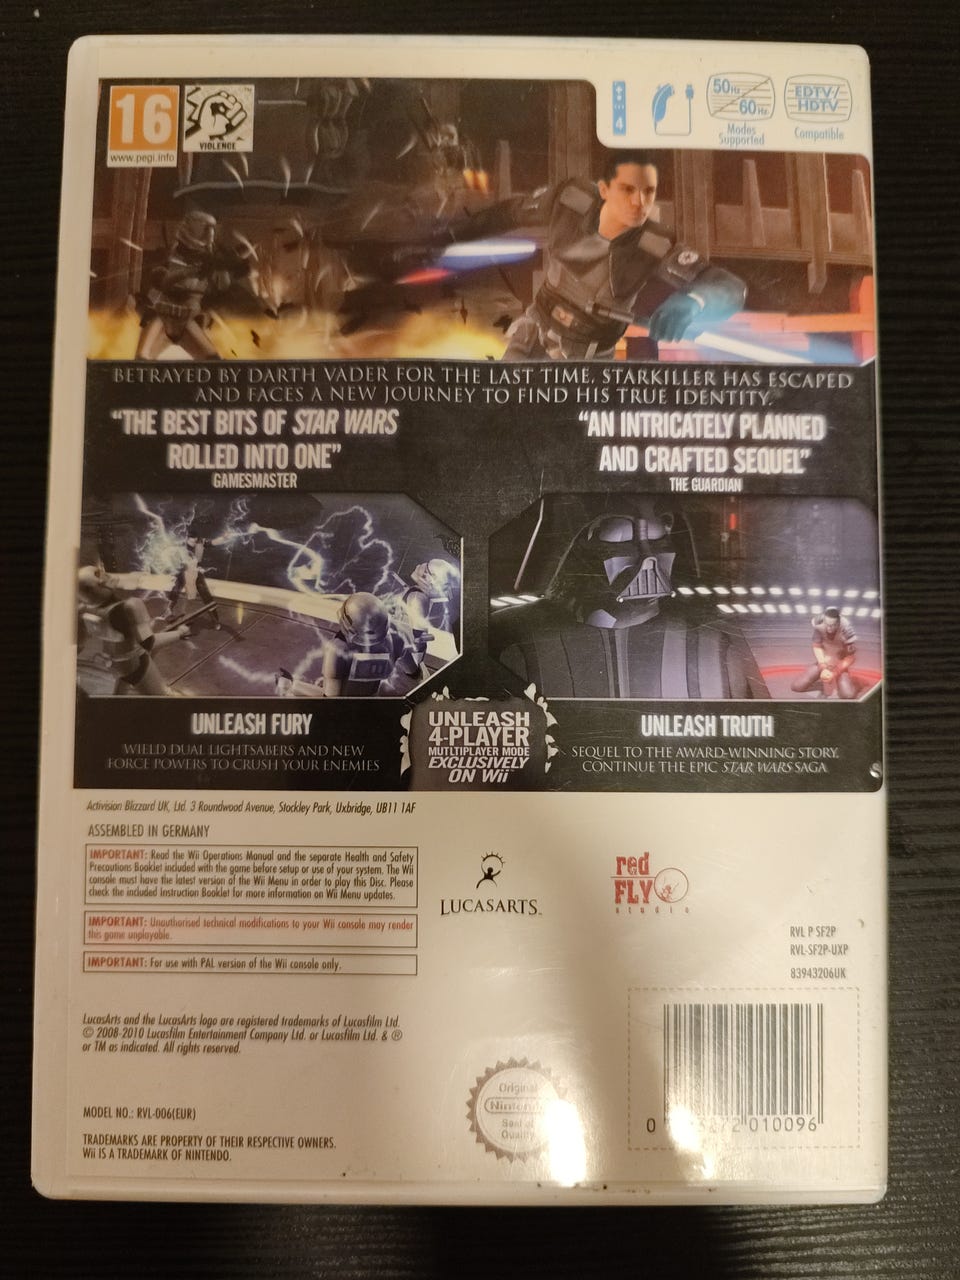 16
www.pegi.info
VIOLENCE
4
50Hz
60Hz
Modes
Supported
EDTV/
HDTV
Compatible
BETRAYED BY DARTH VADER FOR THE LAST TIME, STARKILLER HAS ESCAPED
AND FACES A NEW JOURNEY TO FIND HIS TRUE IDENTITY.
"THE BEST BITS OF STAR WARS
ROLLED INTO ONE"
GAMESMASTER
"AN INTRICATELY PLANNED
AND CRAFTED SEQUEL"
THE GUARDIAN
UNLEASH FURY
WIELD DUAL LIGHTSABERS AND NEW
FORCE POWERS TO CRUSH YOUR ENEMIES
UNLEASH
4-PLAYER
MUTLTIPLAYER MODE
EXCLUSIVELY
ON Wii™
UNLEASH TRUTH
SEQUEL TO THE AWARD-WINNING STORY.
CONTINUE THE EPIC STAR WARS SAGA
Activision Blizzard UK, Ltd. 3 Roundwood Avenue, Stockley Park, Uxbridge, UB11 1AF
ASSEMBLED IN GERMANY
IMPORTANT: Read the Wii Operations Manual and the separate Health and Safety
Precautions Booklet included with the game before setup or use of your system. The Wii
console must have the latest version of the Wii Menu in order to play this Disc. Please
check the included Instruction Booklet for more information on Wii Menu updates.
IMPORTANT: Unauthorised technical modifications to your Wii console may render
this game unplayable.
IMPORTANT: For use with PAL version of the Wii console only.
LUCASARTS™
red
FLY
studio
RVL P SF2P
RVL-SF2P-UXP
83943206UK
LucasArts and the LucasArts logo are registered trademarks of Lucasfilm Ltd.
© 2008-2010 Lucasfilm Entertainment Company Ltd. or Lucasfilm Ltd. & ®
or TM as indicated. All rights reserved.
MODEL NO.: RVL-006(EUR)
TRADEMARKS ARE PROPERTY OF THEIR RESPECTIVE OWNERS.
Wii IS A TRADEMARK OF NINTENDO.
Original
Nintendo
Seal of
Quality
0 010096